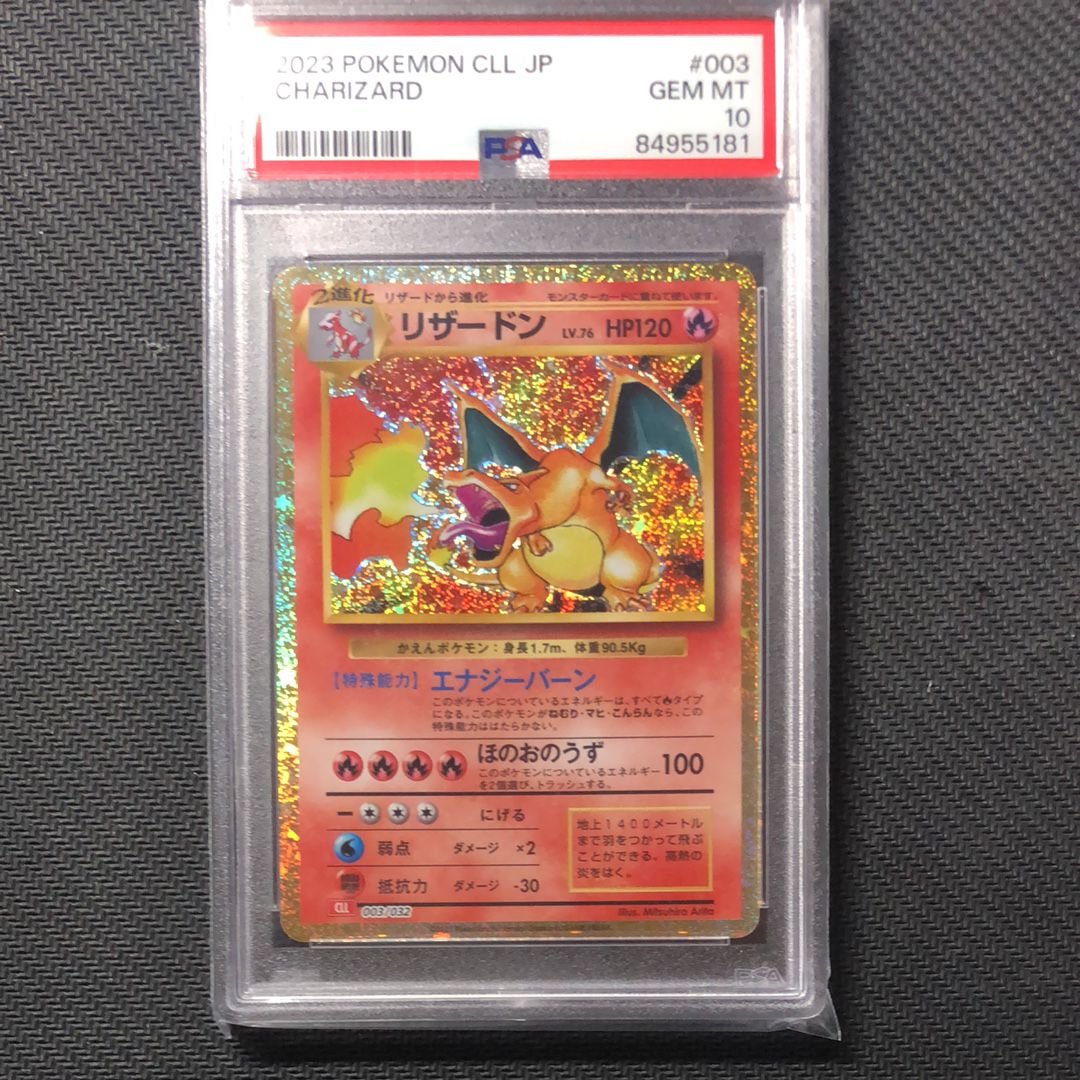 2023 POKEMON CLL JP #003
CHARIZARD GEM MT
10
PSA 84955181
2進化 リザードから進化 モンスターカードに重ねて使います。
リザードン LV.76 HP120
かえんポケモン：身長1.7m、体重90.5Kg
【特殊能力】エナジーバーン
このポケモンについているエネルギーは、すべて🔥タイプ
になる。このポケモンがねむり・マヒ・こんらんなら、この
特殊能力ははたらかない。
ほのおのうず 100
このポケモンについているエネルギー
を2個選び、トラッシュする。
にげる
弱点 ダメージ ×2
抵抗力 ダメージ -30
地上1400メートル
まで羽をつかって飛ぶ
ことができる。高熱の
炎をはく。
CLL 003/032 Illus. Mitsuhiro Arita
PSA